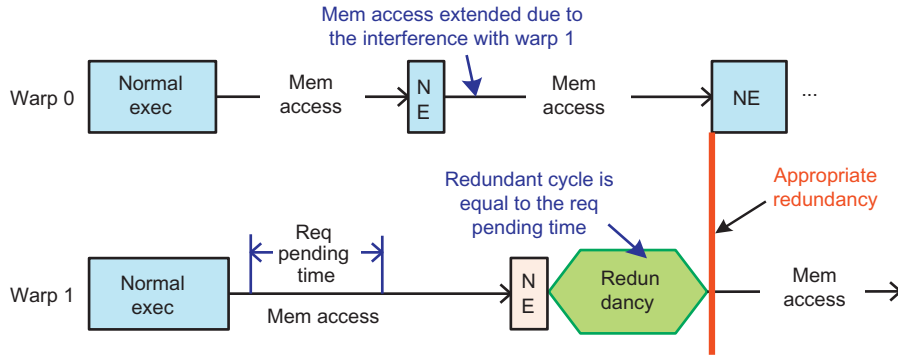 Mem access extended due to
the interference with warp 1
Warp 0
Normal
exec
Mem
access
N
E
Mem
access
NE
...
Redundant cycle is
equal to the req
pending time
Appropriate
redundancy
Req
pending
time
Warp 1
Normal
exec
Mem access
N
E
Redun
dancy
Mem
access